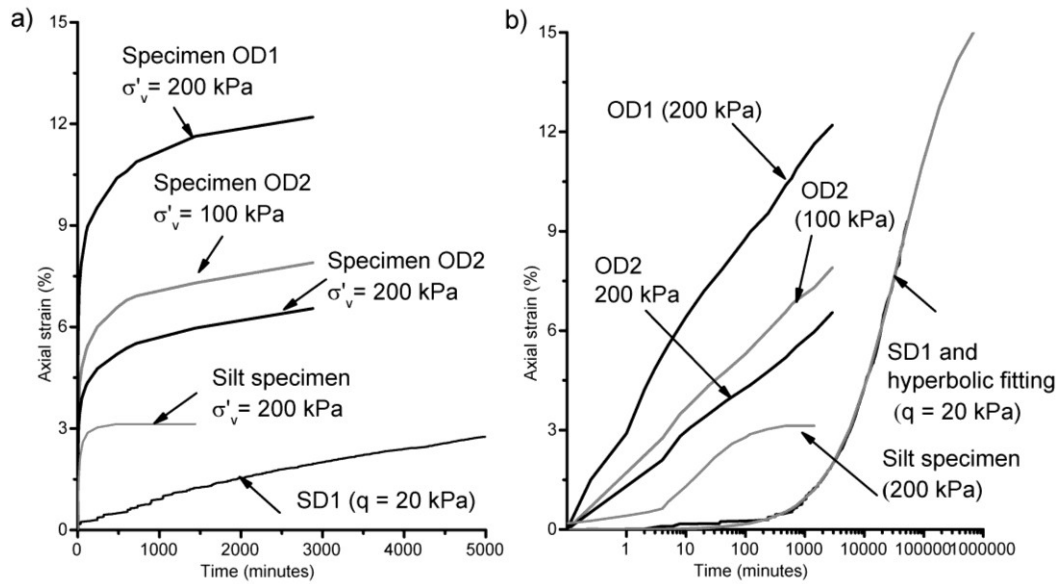 a)
15
12
9
6
3
0
Axial strain (%)
Specimen OD1
σ'v= 200 kPa
Specimen OD2
σ'v= 100 kPa
Specimen OD2
σ'v= 200 kPa
Silt specimen
σ'v= 200 kPa
SD1 (q = 20 kPa)
0 1000 2000 3000 4000 5000
Time (minutes)
b)
15
12
9
6
3
0
Axial strain (%)
OD1 (200 kPa)
OD2
(100 kPa)
OD2
200 kPa
SD1 and
hyperbolic fitting
(q = 20 kPa)
Silt specimen
(200 kPa)
1 10 100 1000 10000 100000 1000000
Time (minutes)